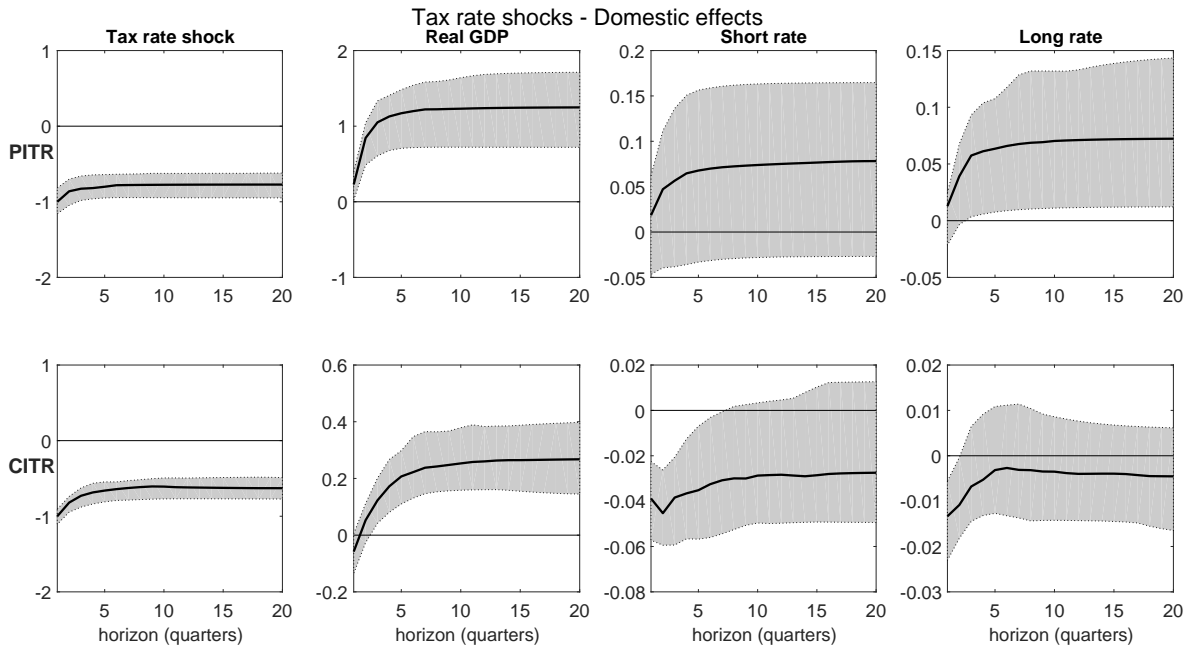 Tax rate shocks - Domestic effects
Tax rate shock Real GDP Short rate Long rate
1 2 0.2 0.2
0.15 0.15
0 1 0.1 0.1
PITR
0.05 0.05
-1 0 0 0
-2 -1 -0.05 0.05
5 10 15 20 5 10 15 20 5 10 15 20 5 10 15 20
1 0.6 0.02 0.02
0 0.01
0 0.4 -0.02 0
CITR
0.2
-1 0 -0.04 -0.01
-0.06 -0.02
-2 -0.2 -0.08 -0.03
5 10 15 20 5 10 15 20 5 10 15 20 5 10 15 20
horizon (quarters) horizon (quarters) horizon (quarters) horizon (quarters)